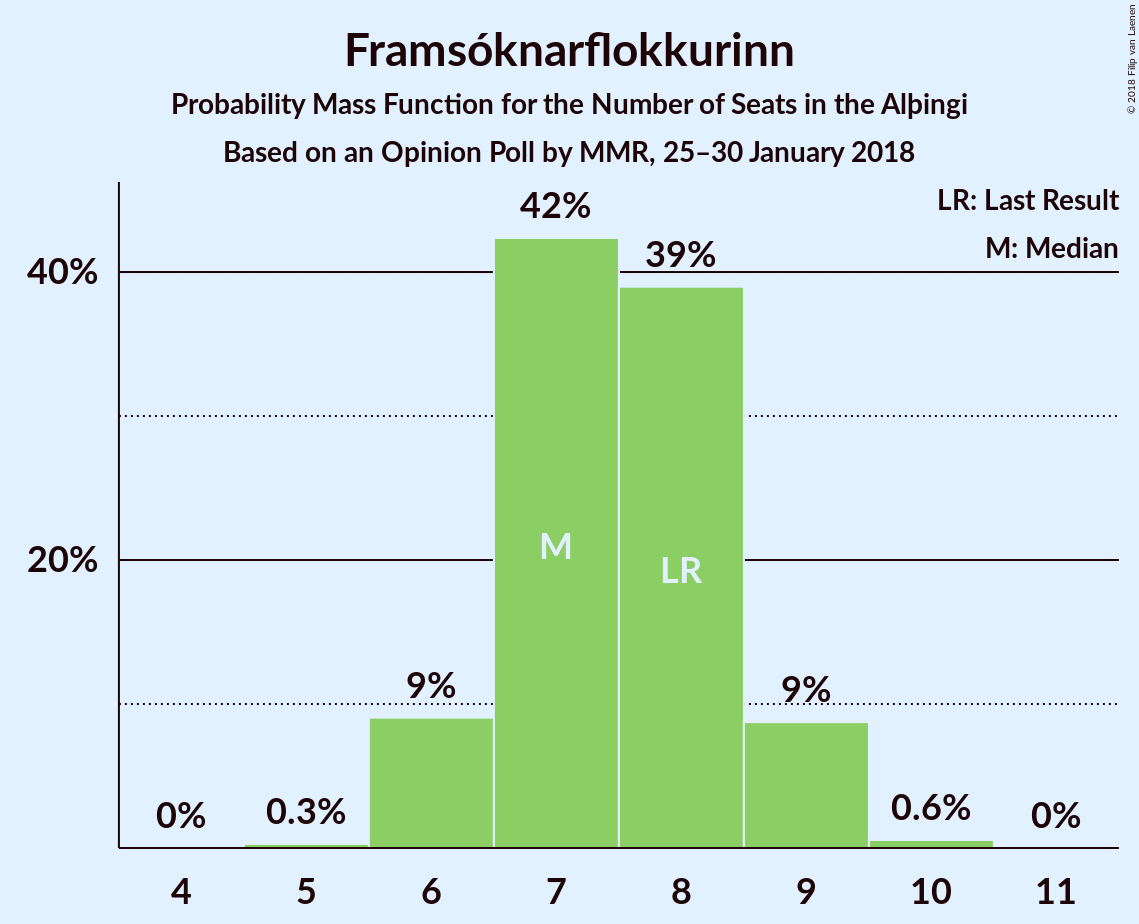 Framsóknarflokkurinn
Probability Mass Function for the Number of Seats in the Alþingi
Based on an Opinion Poll by MMR, 25–30 January 2018
© 2018 Filip van Laenen
LR: Last Result
M: Median
42%
39%
40%
20%
M
LR
9%
9%
0%
0.3%
0.6%
0%
4 5 6 7 8 9 10 11